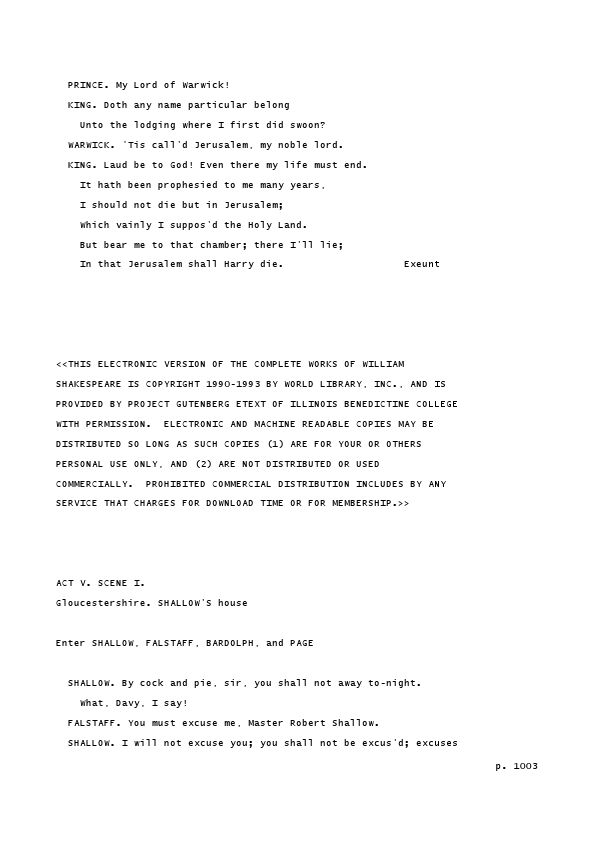 PRINCE. My Lord of Warwick!
KING. Doth any name particular belong
Unto the lodging where I first did swoon?
WARWICK. 'Tis call'd Jerusalem, my noble lord.
KING. Laud be to God! Even there my life must end.
It hath been prophesied to me many years,
I should not die but in Jerusalem;
Which vainly I suppos'd the Holy Land.
But bear me to that chamber; there I'll lie;
In that Jerusalem shall Harry die. Exeunt
<<THIS ELECTRONIC VERSION OF THE COMPLETE WORKS OF WILLIAM
SHAKESPEARE IS COPYRIGHT 1990-1993 BY WORLD LIBRARY, INC., AND IS
PROVIDED BY PROJECT GUTENBERG ETEXT OF ILLINOIS BENEDICTINE COLLEGE
WITH PERMISSION. ELECTRONIC AND MACHINE READABLE COPIES MAY BE
DISTRIBUTED SO LONG AS SUCH COPIES (1) ARE FOR YOUR OR OTHERS
PERSONAL USE ONLY, AND (2) ARE NOT DISTRIBUTED OR USED
COMMERCIALLY. PROHIBITED COMMERCIAL DISTRIBUTION INCLUDES BY ANY
SERVICE THAT CHARGES FOR DOWNLOAD TIME OR FOR MEMBERSHIP.>>
ACT V. SCENE I.
Gloucestershire. SHALLOW'S house
Enter SHALLOW, FALSTAFF, BARDOLPH, and PAGE
SHALLOW. By cock and pie, sir, you shall not away to-night.
What, Davy, I say!
FALSTAFF. You must excuse me, Master Robert Shallow.
SHALLOW. I will not excuse you; you shall not be excus'd; excuses
p. 1003